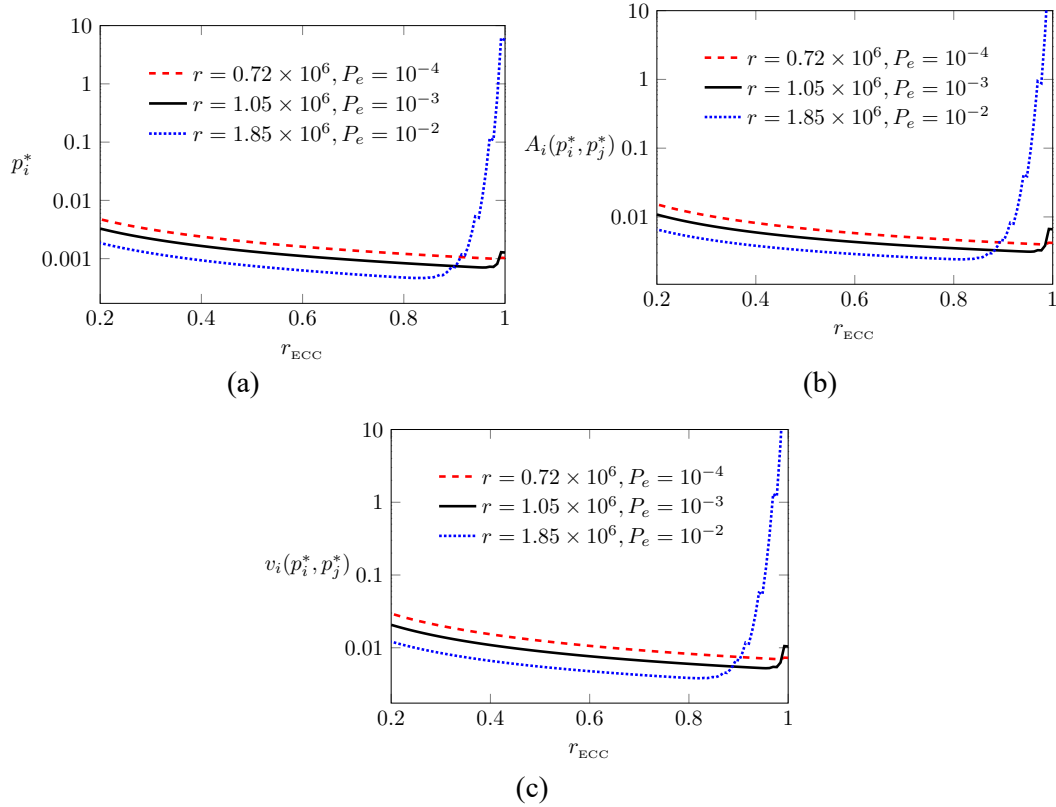 10
1
0.1
0.01
0.001
p_i^*
r = 0.72 × 10^6, P_e = 10^{-4}
r = 1.05 × 10^6, P_e = 10^{-3}
r = 1.85 × 10^6, P_e = 10^{-2}
0.2 0.4 0.6 0.8 1
r_ECC
(a)
10
1
0.1
0.01
A_i(p_i^*, p_j^*)
r = 0.72 × 10^6, P_e = 10^{-4}
r = 1.05 × 10^6, P_e = 10^{-3}
r = 1.85 × 10^6, P_e = 10^{-2}
0.2 0.4 0.6 0.8 1
r_ECC
(b)
10
1
0.1
0.01
v_i(p_i^*, p_j^*)
r = 0.72 × 10^6, P_e = 10^{-4}
r = 1.05 × 10^6, P_e = 10^{-3}
r = 1.85 × 10^6, P_e = 10^{-2}
0.2 0.4 0.6 0.8 1
r_ECC
(c)